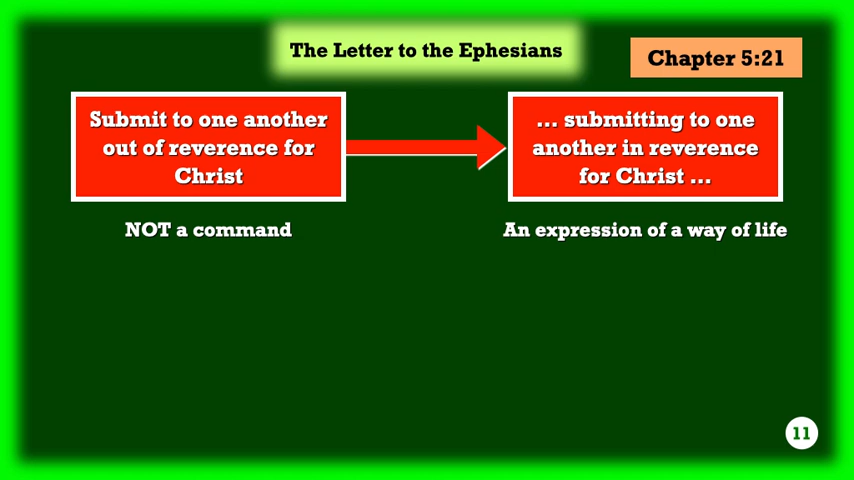 The Letter to the Ephesians
Chapter 5:21
Submit to one another
out of reverence for
Christ
... submitting to one
another in reverence
for Christ ...
NOT a command
An expression of a way of life
11